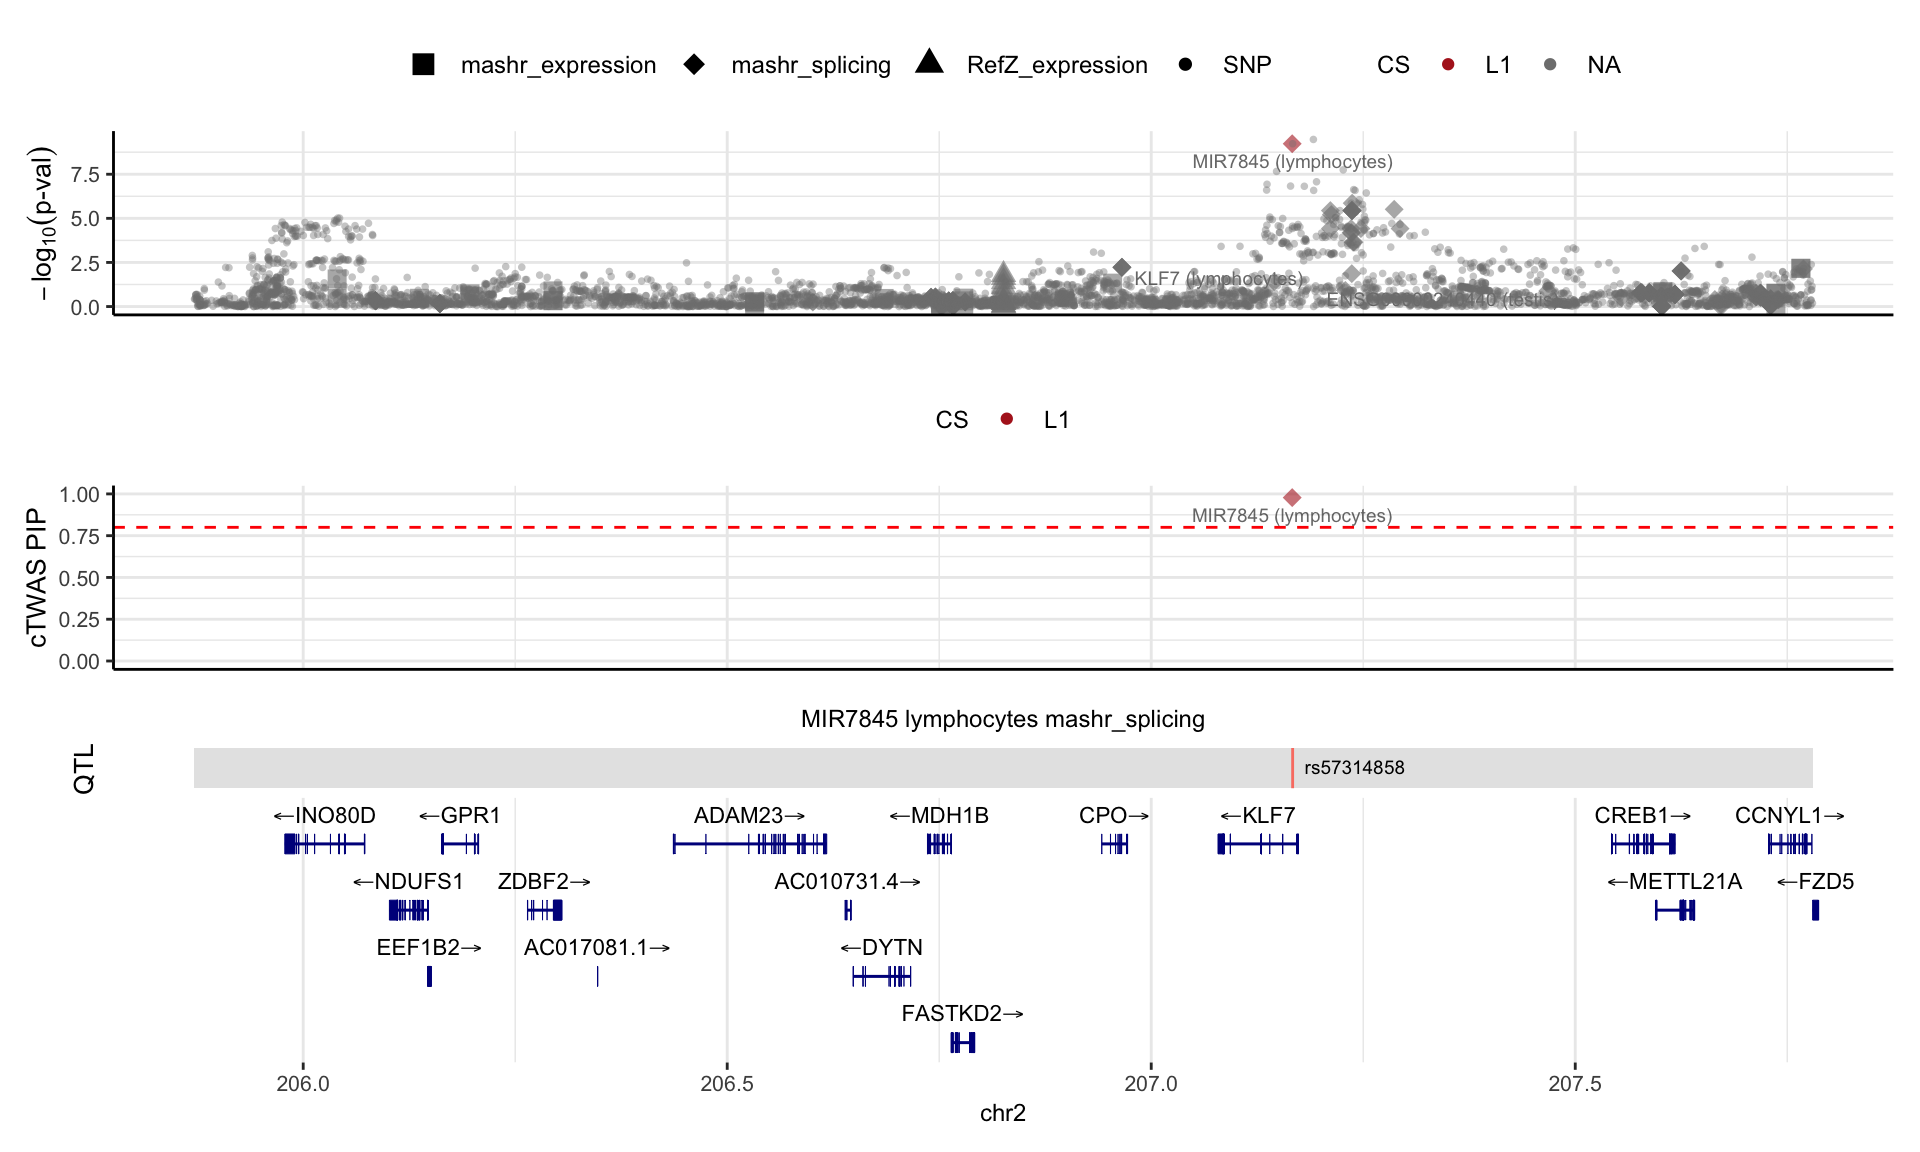 mashr_expression mashr_splicing RefZ_expression SNP CS L1 NA
−log10(p-val)
7.5
5.0
2.5
0.0
MIR7845 (lymphocytes)
KLF7 (lymphocytes)
CS L1
cTWAS PIP
1.00
0.75
0.50
0.25
0.00
MIR7845 (lymphocytes)
MIR7845 lymphocytes mashr_splicing
QTL
rs57314858
←INO80D ←GPR1 ADAM23→ ←MDH1B CPO→ ←KLF7 CREB1→ CCNYL1→
←NDUFS1 ZDBF2→ AC010731.4→ ←METTL21A ←FZD5
EEF1B2→ AC017081.1→ ←DYTN
FASTKD2→
206.0 206.5 207.0 207.5
chr2